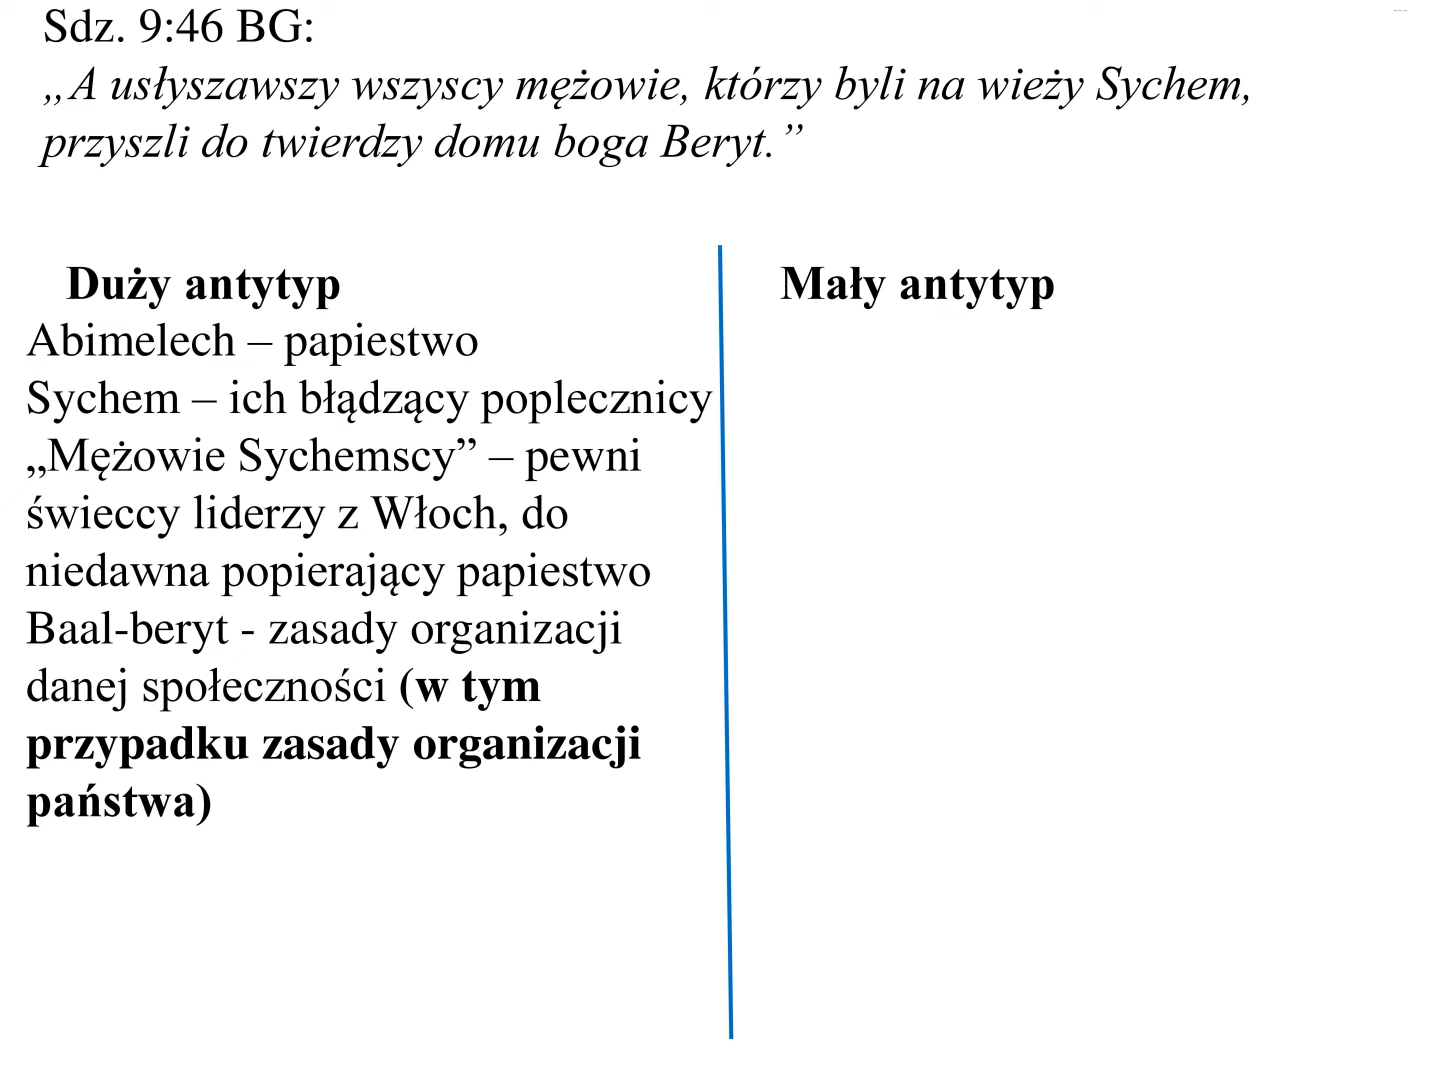 Sdz. 9:46 BG:
„A usłyszawszy wszyscy mężowie, którzy byli na wieży Sychem,
przyszli do twierdzy domu boga Beryt.”
Duży antytyp
Abimelech – papiestwo
Sychem – ich błądzący poplecznicy
„Mężowie Sychemscy” – pewni
świeccy liderzy z Włoch, do
niedawna popierający papiestwo
Baal-beryt - zasady organizacji
danej społeczności (w tym
przypadku zasady organizacji
państwa)
Mały antytyp